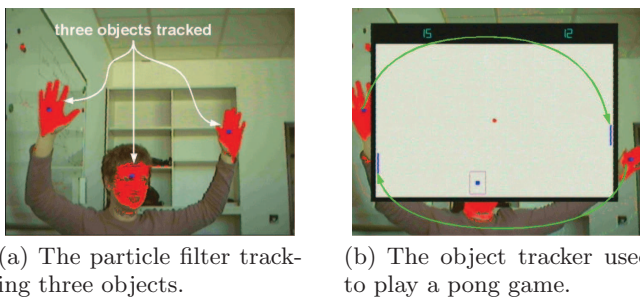 three objects tracked
15 12
(a) The particle filter track-
ing three objects.
(b) The object tracker used
to play a pong game.